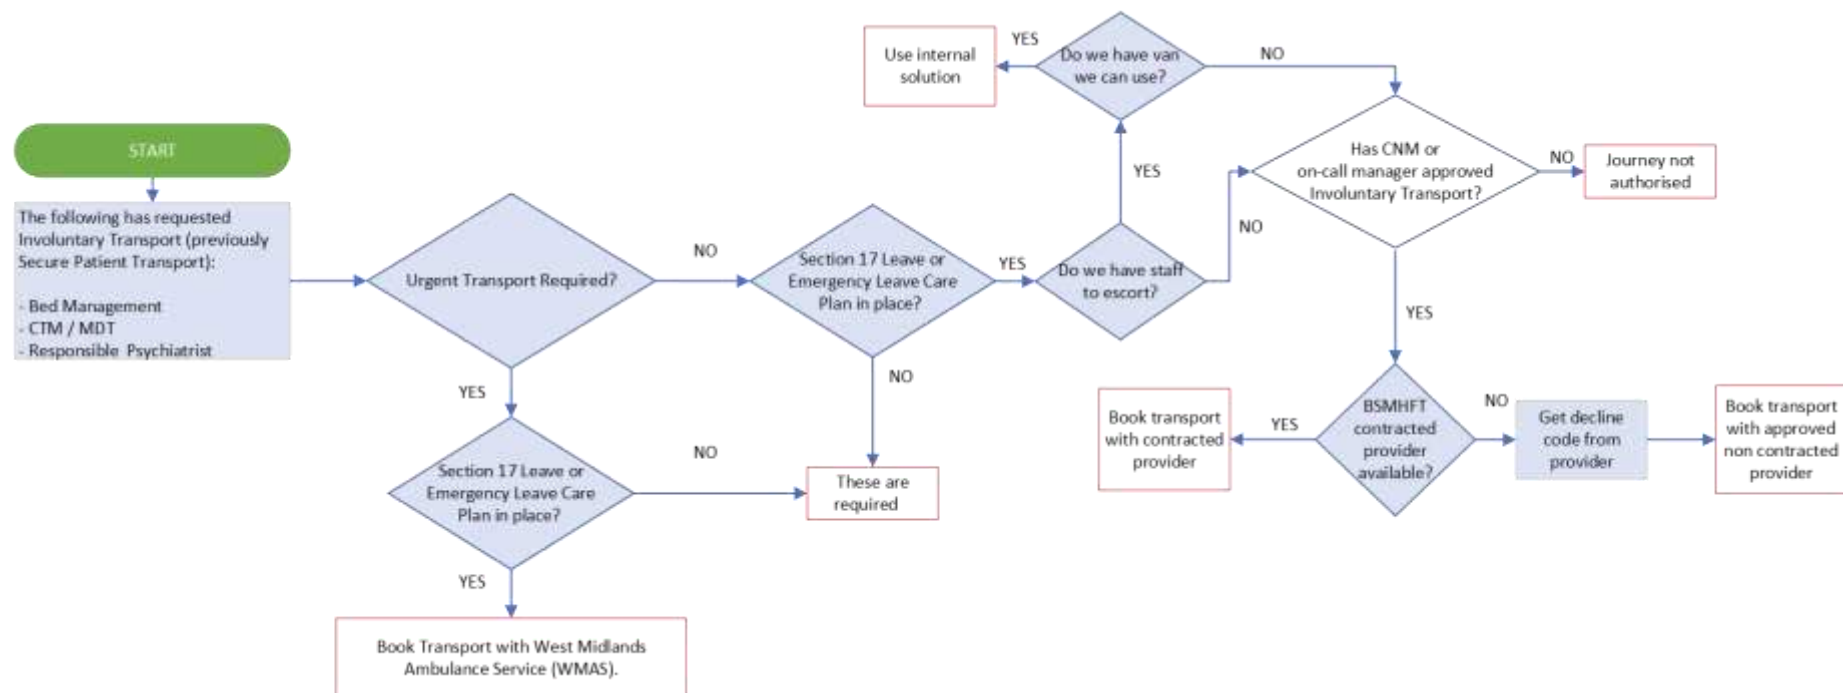 START
The following has requested
Involuntary Transport (previously
Secure Patient Transport):
- Bed Management
- CTM / MDT
- Responsible Psychiatrist
Urgent Transport Required?
YES
NO
Section 17 Leave or
Emergency Leave Care
Plan in place?
YES
NO
Book Transport with West Midlands
Ambulance Service (WMAS).
Section 17 Leave or
Emergency Leave Care
Plan in place?
YES
NO
These are
required
Do we have staff
to escort?
YES
NO
Do we have van
we can use?
YES
NO
Use internal
solution
Has CNM or
on-call manager approved
Involuntary Transport?
NO
Journey not
authorised
YES
BSMHFT
contracted
provider
available?
YES
Book transport
with contracted
provider
NO
Get decline
code from
provider
Book transport
with approved
non contracted
provider